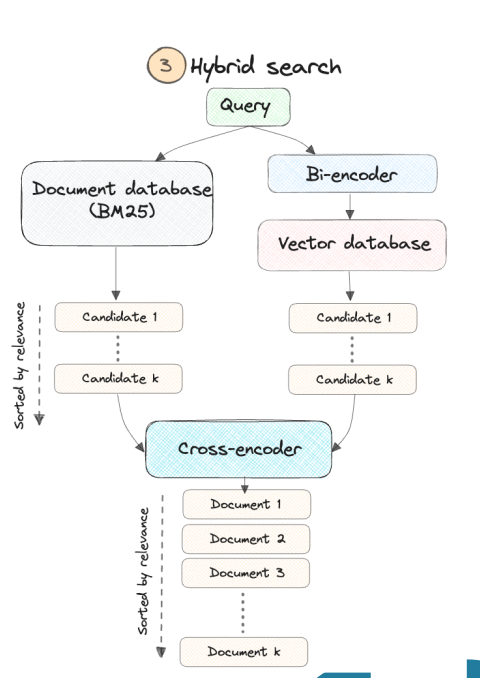 3 Hybrid search
Query
Document database
(BM25)
Bi-encoder
Vector database
Sorted by relevance
Candidate 1
Candidate k
Candidate 1
Candidate k
Cross-encoder
Sorted by relevance
Document 1
Document 2
Document 3
Document k